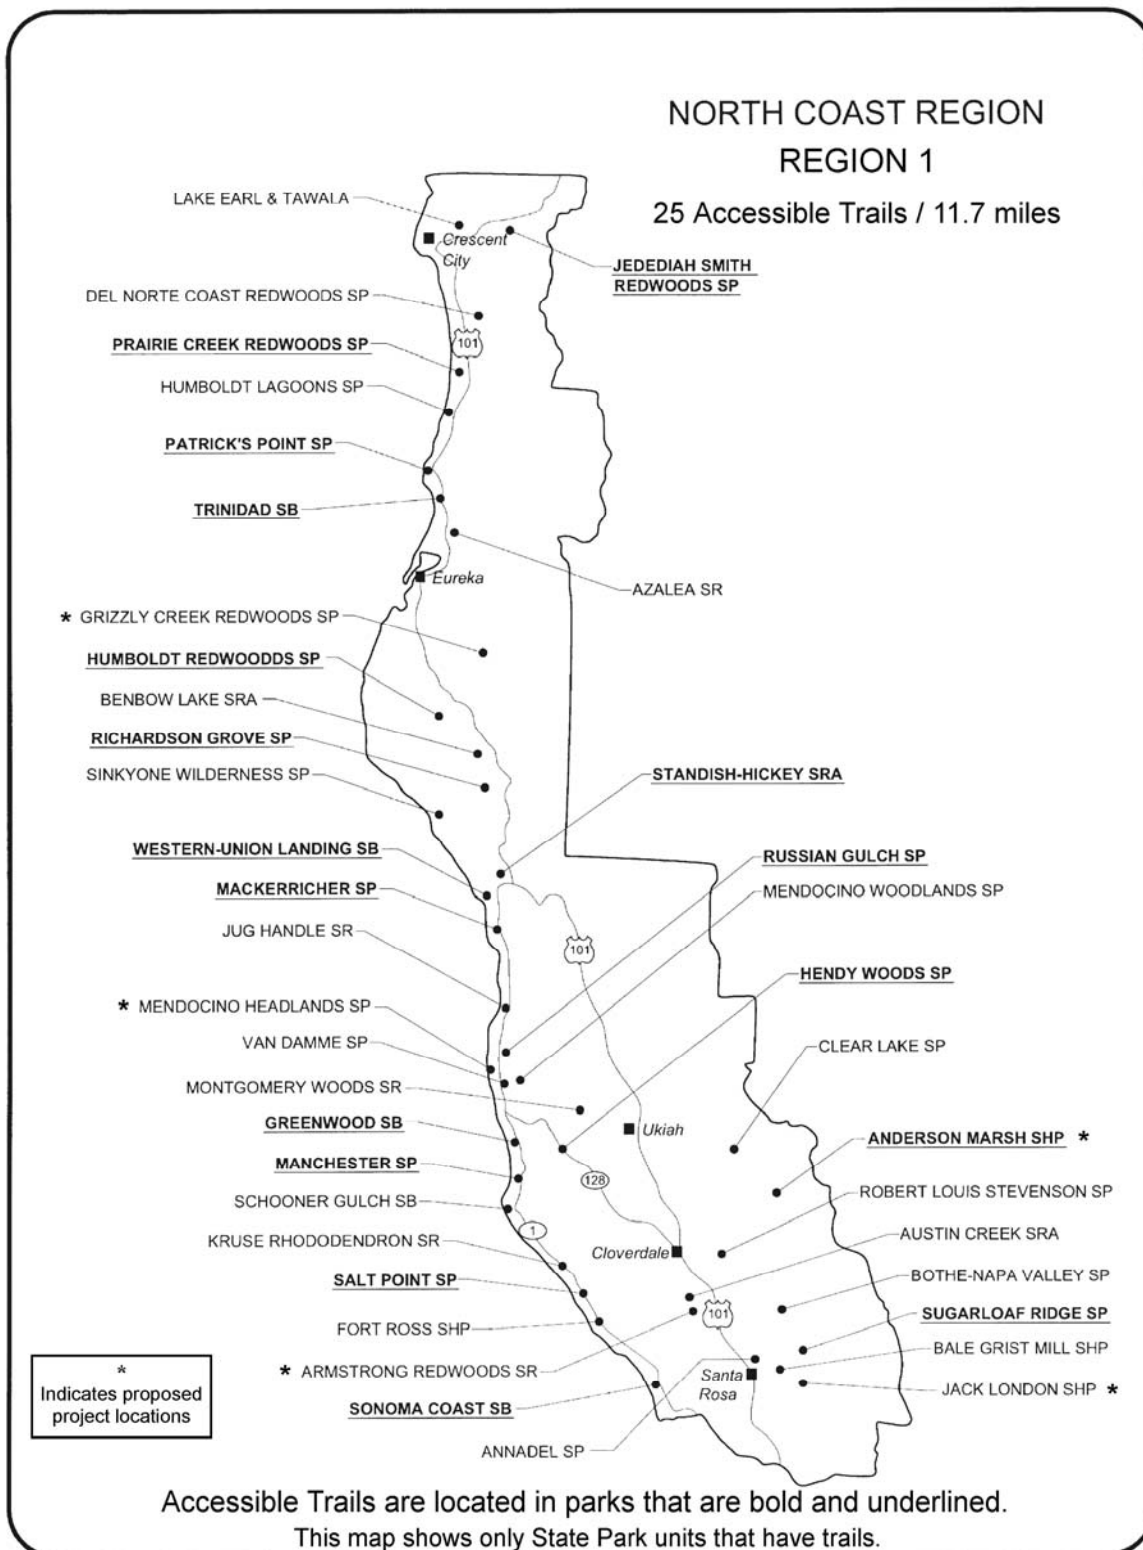 NORTH COAST REGION
REGION 1
25 Accessible Trails / 11.7 miles
LAKE EARL & TAWALA
Crescent
City
JEDEDIAH SMITH
REDWOODS SP
DEL NORTE COAST REDWOODS SP
101
PRAIRIE CREEK REDWOODS SP
HUMBOLDT LAGOONS SP
PATRICK'S POINT SP
TRINIDAD SB
Eureka
AZALEA SR
* GRIZZLY CREEK REDWOODS SP
HUMBOLDT REDWOODDS SP
BENBOW LAKE SRA
RICHARDSON GROVE SP
SINKYONE WILDERNESS SP
STANDISH-HICKEY SRA
WESTERN-UNION LANDING SB
RUSSIAN GULCH SP
MACKERRICHER SP
MENDOCINO WOODLANDS SP
JUG HANDLE SR
101
HENDY WOODS SP
* MENDOCINO HEADLANDS SP
VAN DAMME SP
CLEAR LAKE SP
MONTGOMERY WOODS SR
GREENWOOD SB
Ukiah
ANDERSON MARSH SHP *
MANCHESTER SP
128
ROBERT LOUIS STEVENSON SP
SCHOONER GULCH SB
1
AUSTIN CREEK SRA
KRUSE RHODODENDRON SR
Cloverdale
BOTHE-NAPA VALLEY SP
SALT POINT SP
101
SUGARLOAF RIDGE SP
FORT ROSS SHP
BALE GRIST MILL SHP
* ARMSTRONG REDWOODS SR
Santa
Rosa
JACK LONDON SHP *
SONOMA COAST SB
ANNADEL SP
*
Indicates proposed
project locations
Accessible Trails are located in parks that are bold and underlined.
This map shows only State Park units that have trails.